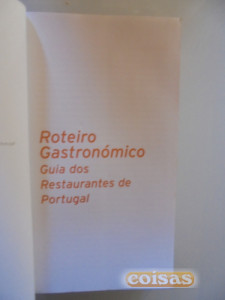 Roteiro
Gastronómico
Guia dos
Restaurantes de
Portugal
coisas